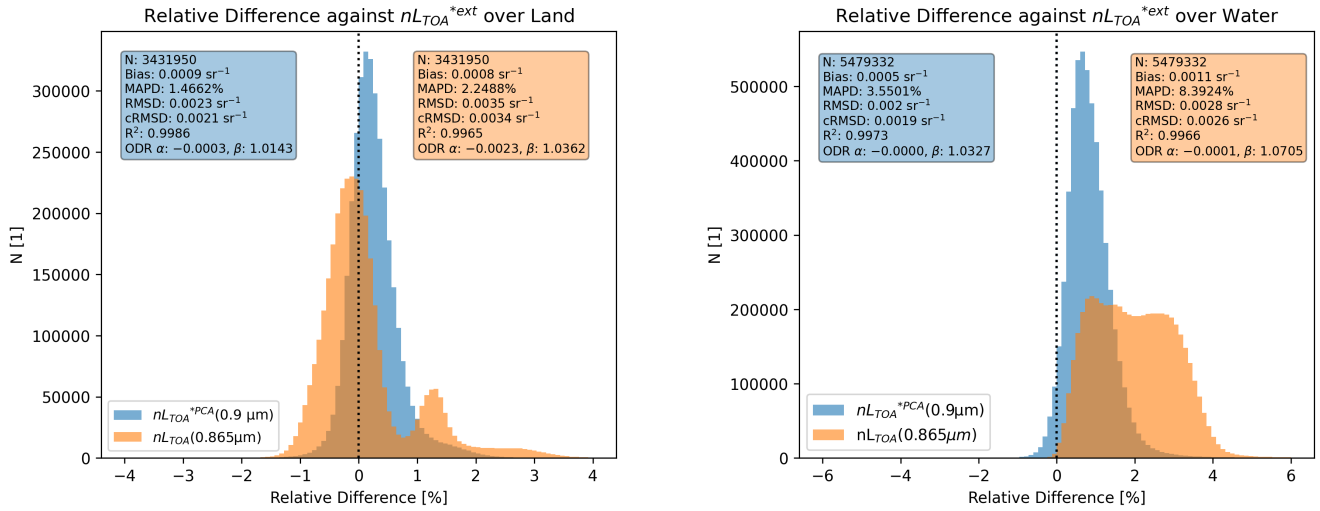 Relative Difference against nL_TOA^*ext over Land
N: 3431950
Bias: 0.0009 sr⁻¹
MAPD: 1.4662%
RMSD: 0.0023 sr⁻¹
cRMSD: 0.0021 sr⁻¹
R²: 0.9986
ODR α: −0.0003, β: 1.0143
N: 3431950
Bias: 0.0008 sr⁻¹
MAPD: 2.2488%
RMSD: 0.0035 sr⁻¹
cRMSD: 0.0034 sr⁻¹
R²: 0.9965
ODR α: −0.0023, β: 1.0362
N [1]
300000
250000
200000
150000
100000
50000
0
nL_TOA^*PCA(0.9 μm)
nL_TOA(0.865μm)
−4 −3 −2 −1 0 1 2 3 4
Relative Difference [%]
Relative Difference against nL_TOA^*ext over Water
N: 5479332
Bias: 0.0005 sr⁻¹
MAPD: 3.5501%
RMSD: 0.002 sr⁻¹
cRMSD: 0.0019 sr⁻¹
R²: 0.9973
ODR α: −0.0000, β: 1.0327
N: 5479332
Bias: 0.0011 sr⁻¹
MAPD: 8.3924%
RMSD: 0.0028 sr⁻¹
cRMSD: 0.0026 sr⁻¹
R²: 0.9966
ODR α: −0.0001, β: 1.0705
N [1]
500000
400000
300000
200000
100000
0
nL_TOA^*PCA(0.9μm)
nL_TOA(0.865μm)
−6 −4 −2 0 2 4 6
Relative Difference [%]